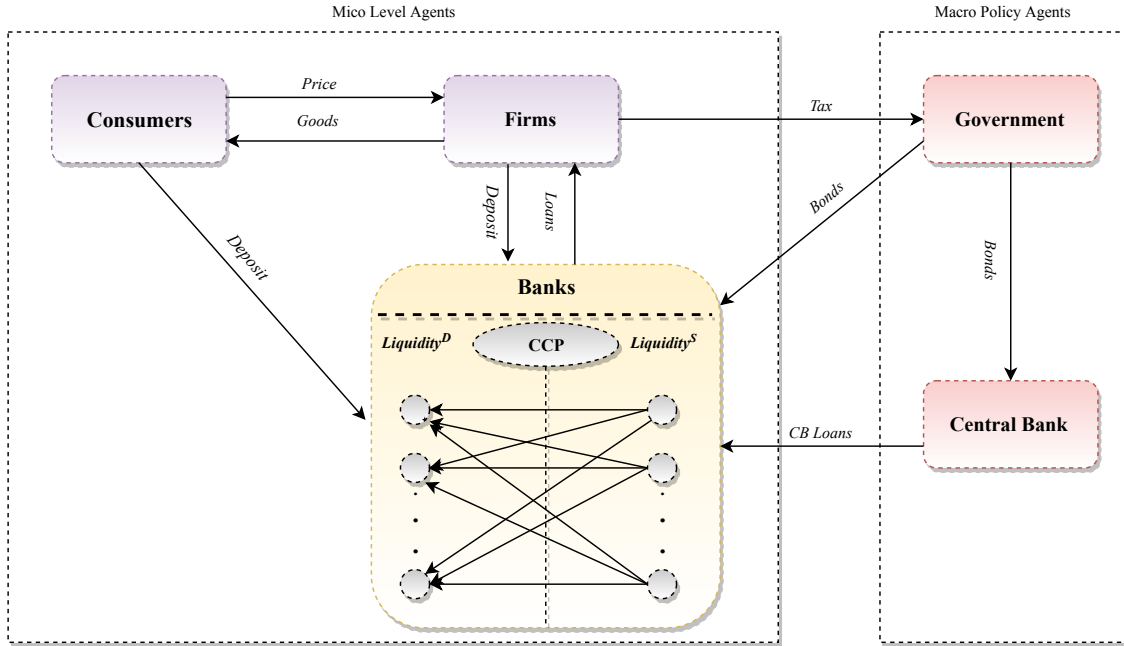 Mico Level Agents
Macro Policy Agents
Price
Consumers
Firms
Goods
Tax
Government
Deposit
Deposit
Loans
Bonds
Bonds
Banks
Liquidity^D
CCP
Liquidity^S
Central Bank
CB Loans